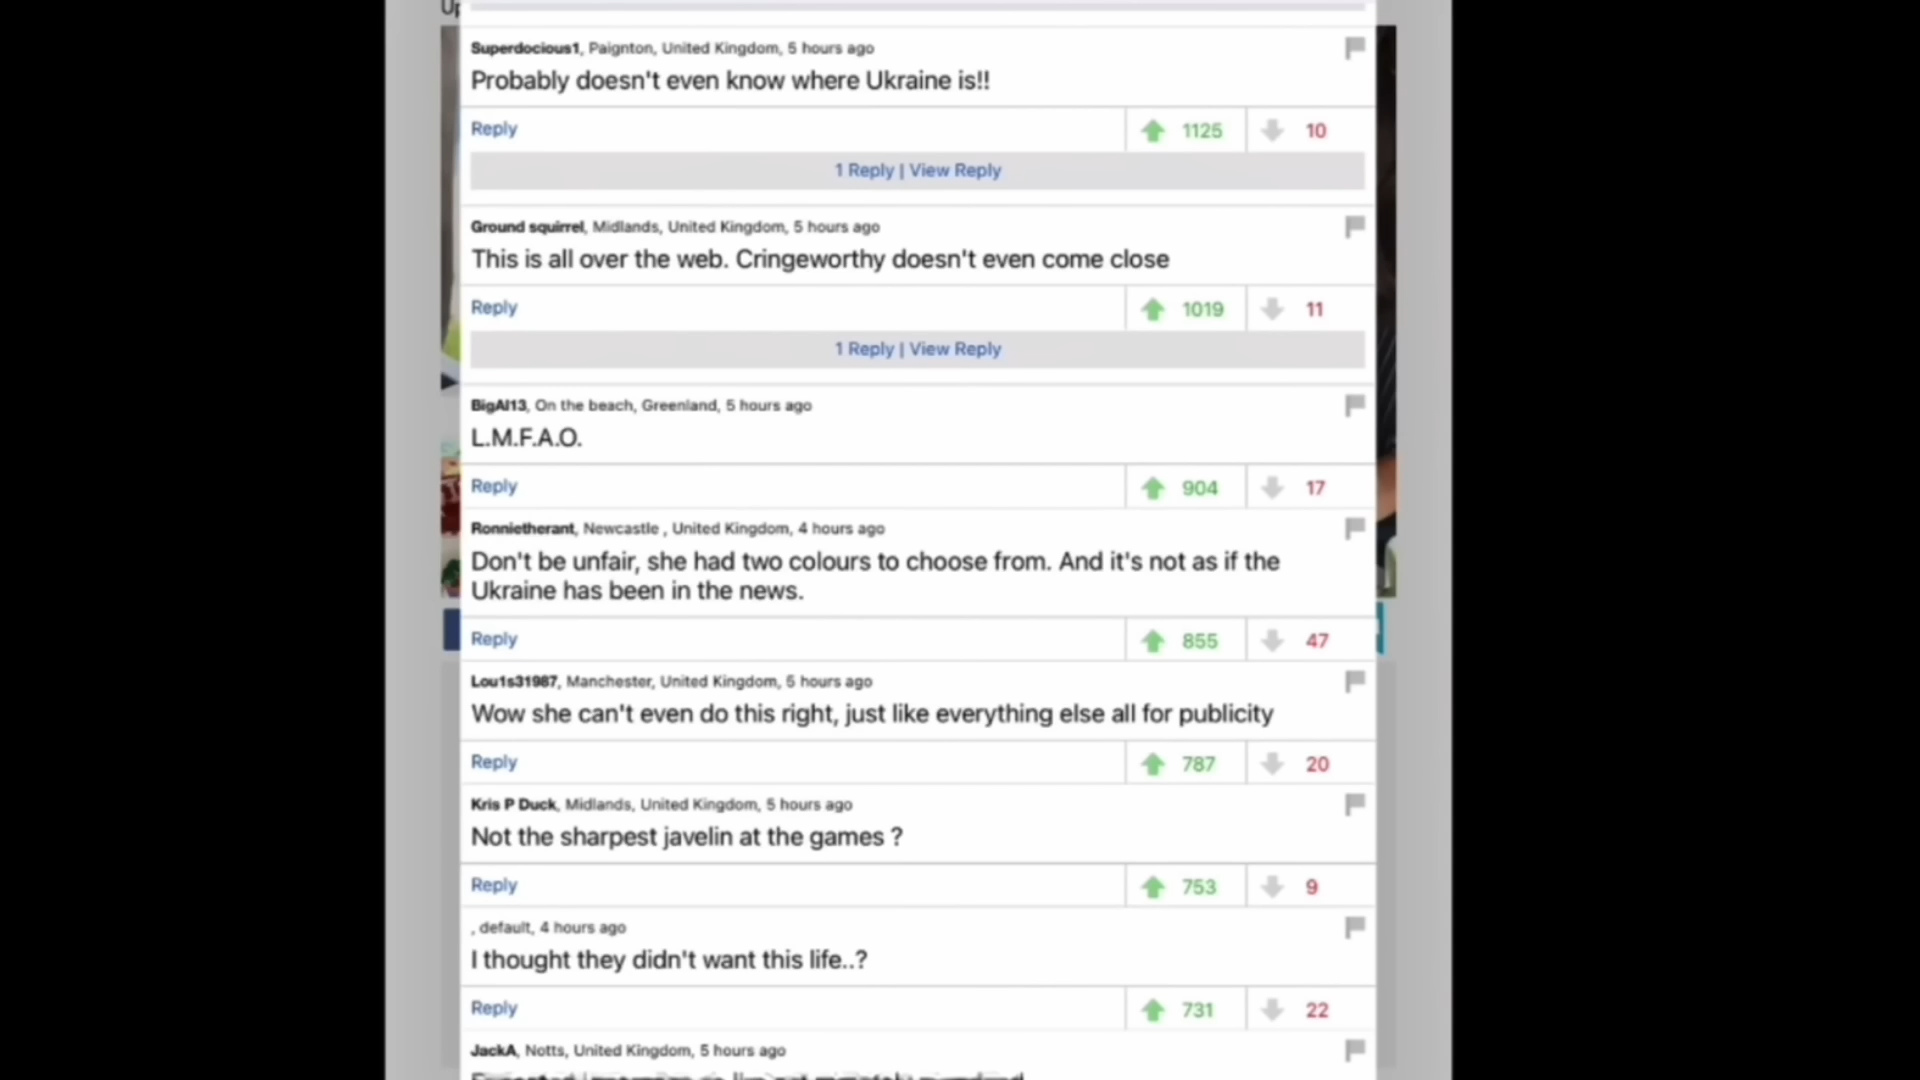 Up
Superdocious1, Paignton, United Kingdom, 5 hours ago
Probably doesn't even know where Ukraine is!!
Reply 1125 10
1 Reply | View Reply
Ground squirrel, Midlands, United Kingdom, 5 hours ago
This is all over the web. Cringeworthy doesn't even come close
Reply 1019 11
1 Reply | View Reply
BigAl13, On the beach, Greenland, 5 hours ago
L.M.F.A.O.
Reply 904 17
Ronnietherant, Newcastle , United Kingdom, 4 hours ago
Don't be unfair, she had two colours to choose from. And it's not as if the
Ukraine has been in the news.
Reply 855 47
Lou1s31987, Manchester, United Kingdom, 5 hours ago
Wow she can't even do this right, just like everything else all for publicity
Reply 787 20
Kris P Duck, Midlands, United Kingdom, 5 hours ago
Not the sharpest javelin at the games ?
Reply 753 9
, default, 4 hours ago
I thought they didn't want this life..?
Reply 731 22
JackA, Notts, United Kingdom, 5 hours ago